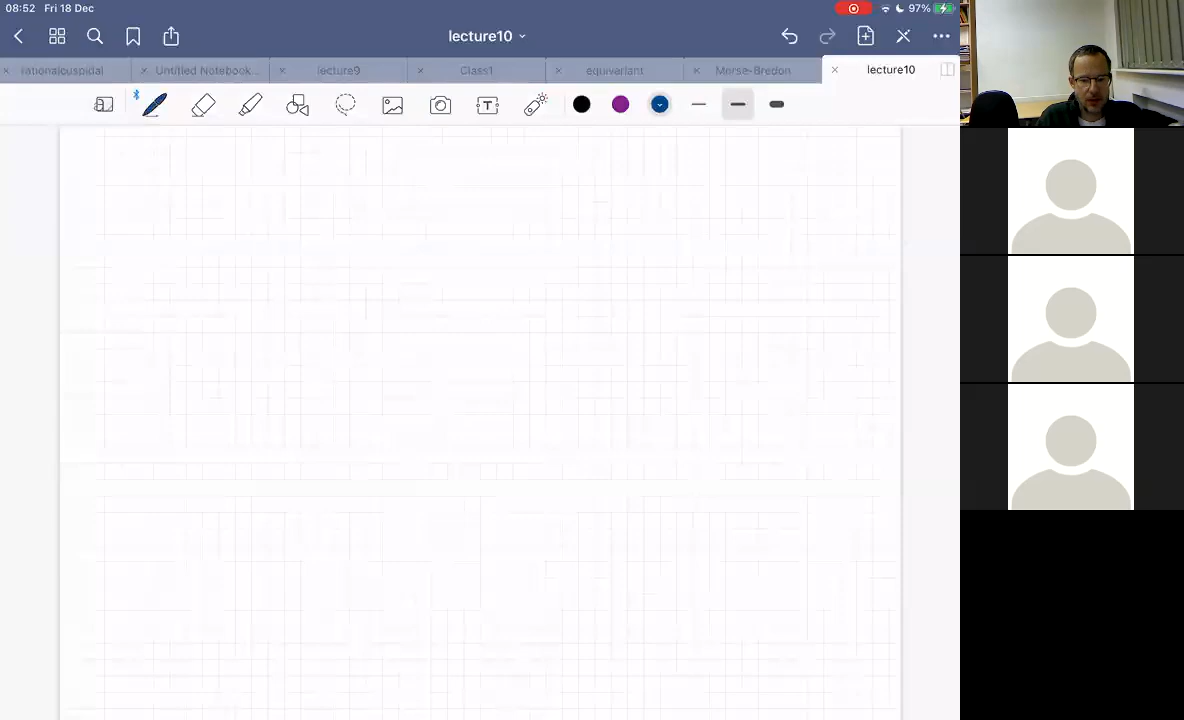 08:52 Fri 18 Dec
97%
lecture10
rationalcuspidal
Untitled Notebook...
lecture9
Class1
equivariant
Morse-Bredon
lecture10
T